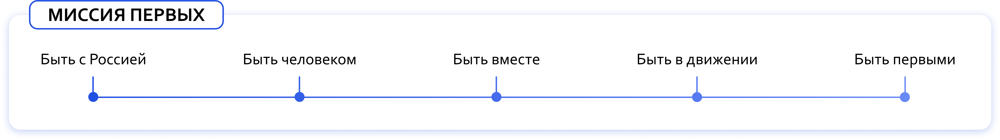 МИССИЯ ПЕРВЫХ
Быть с Россией
Быть человеком
Быть вместе
Быть в движении
Быть первыми